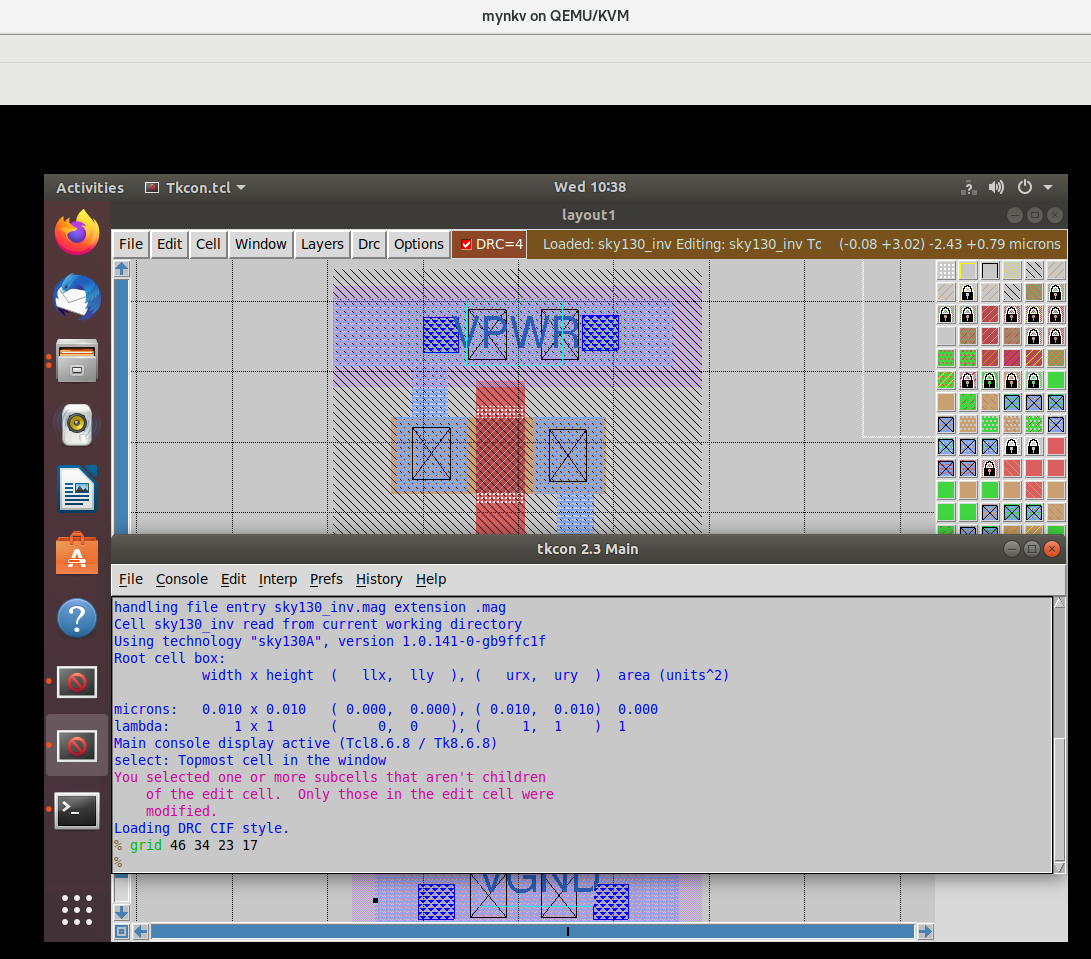 mynkv on QEMU/KVM
Activities Tkcon.tcl Wed 10:38
layout1
File Edit Cell Window Layers Drc Options DRC=4 Loaded: sky130_inv Editing: sky130_inv To (-0.08 +3.02) -2.43 +0.79 microns
VPWR
tkcon 2.3 Main
File Console Edit Interp Prefs History Help
handling file entry sky130_inv.mag extension .mag
Cell sky130_inv read from current working directory
Using technology "sky130A", version 1.0.141-0-gb9ffc1f
Root cell box:
width x height ( llx, lly ), ( urx, ury ) area (units^2)
microns: 0.010 x 0.010 ( 0.000, 0.000), ( 0.010, 0.010) 0.000
lambda: 1 x 1 ( 0, 0 ), ( 1, 1 ) 1
Main console display active (Tcl8.6.8 / Tk8.6.8)
select: Topmost cell in the window
You selected one or more subcells that aren't children
of the edit cell. Only those in the edit cell were
modified.
Loading DRC CIF style.
% grid 46 34 23 17
%
VGND